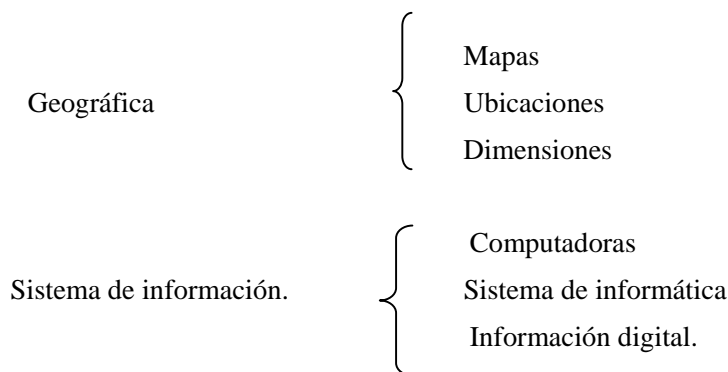 Geográfica
Mapas
Ubicaciones
Dimensiones
Sistema de información.
Computadoras
Sistema de informática
Información digital.